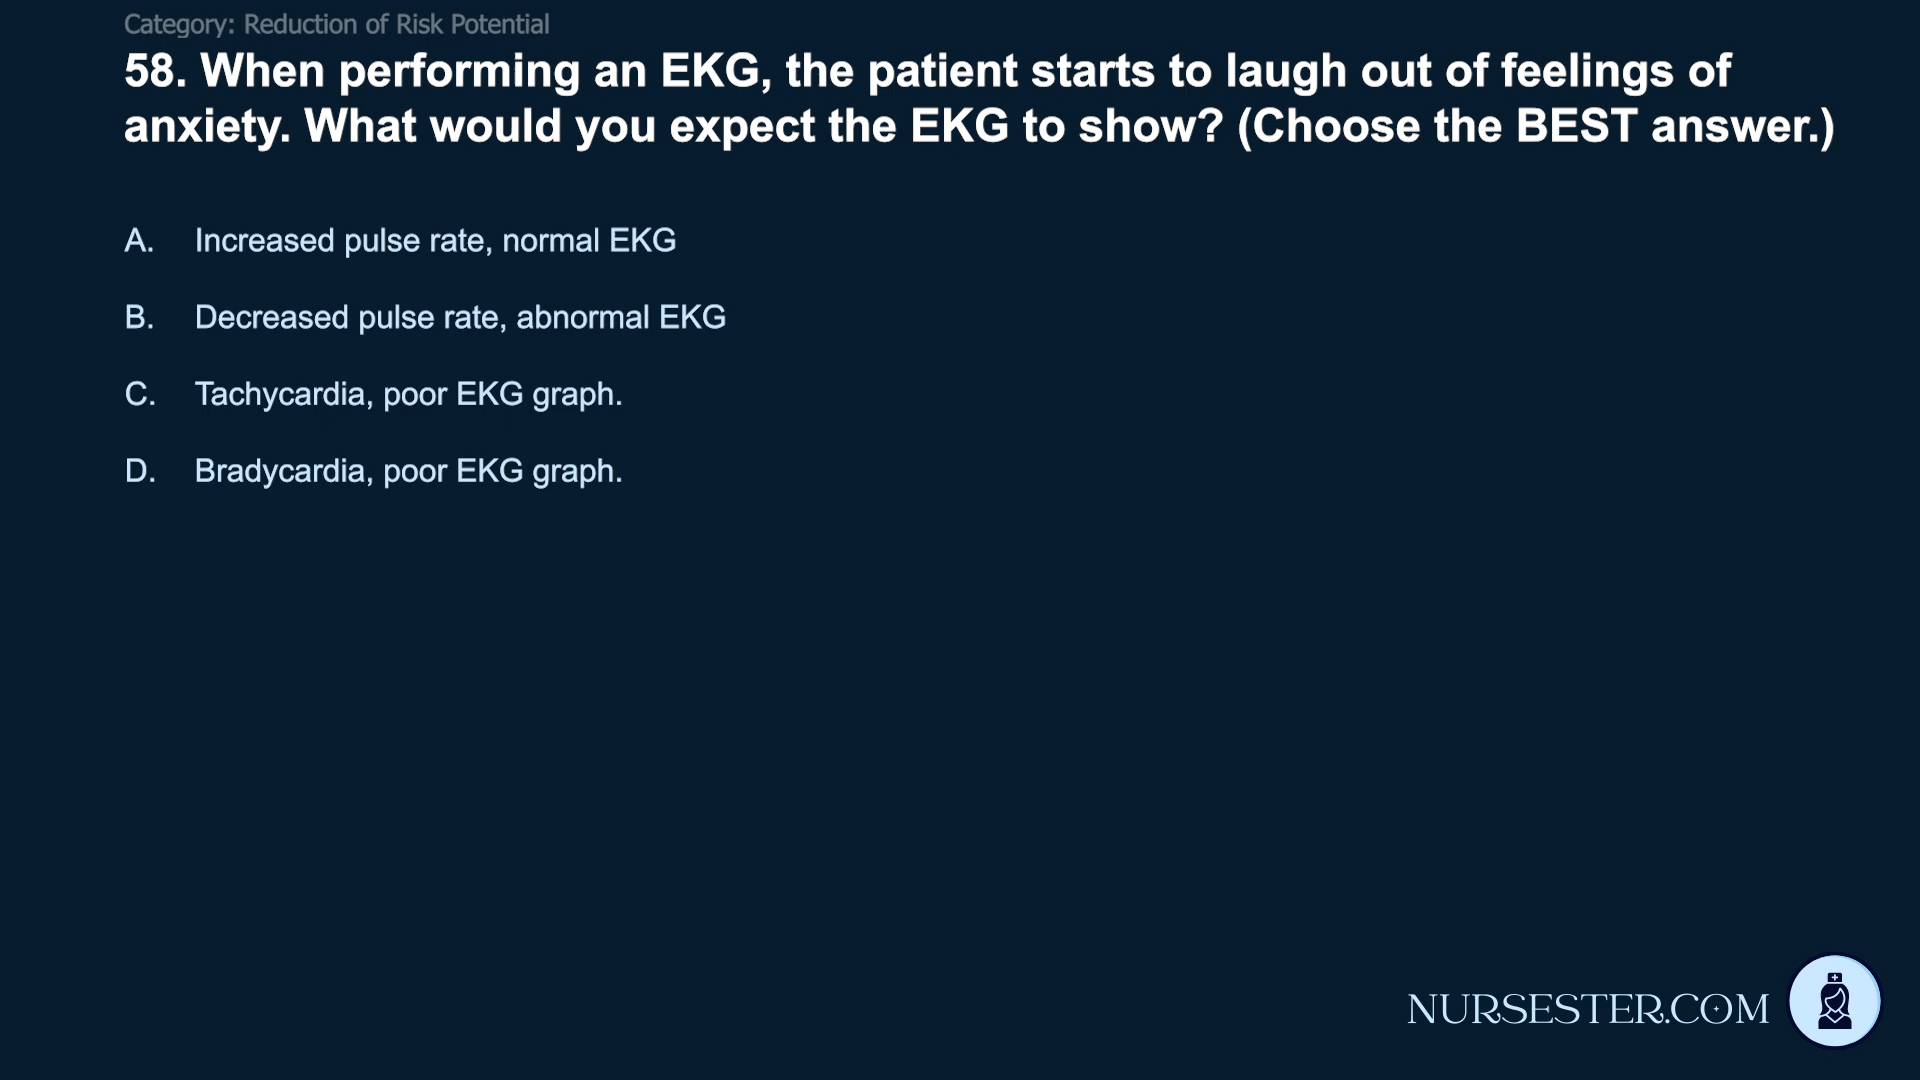 Category: Reduction of Risk Potential
58. When performing an EKG, the patient starts to laugh out of feelings of
anxiety. What would you expect the EKG to show? (Choose the BEST answer.)
A. Increased pulse rate, normal EKG
B. Decreased pulse rate, abnormal EKG
C. Tachycardia, poor EKG graph.
D. Bradycardia, poor EKG graph.
NURSESTER.COM